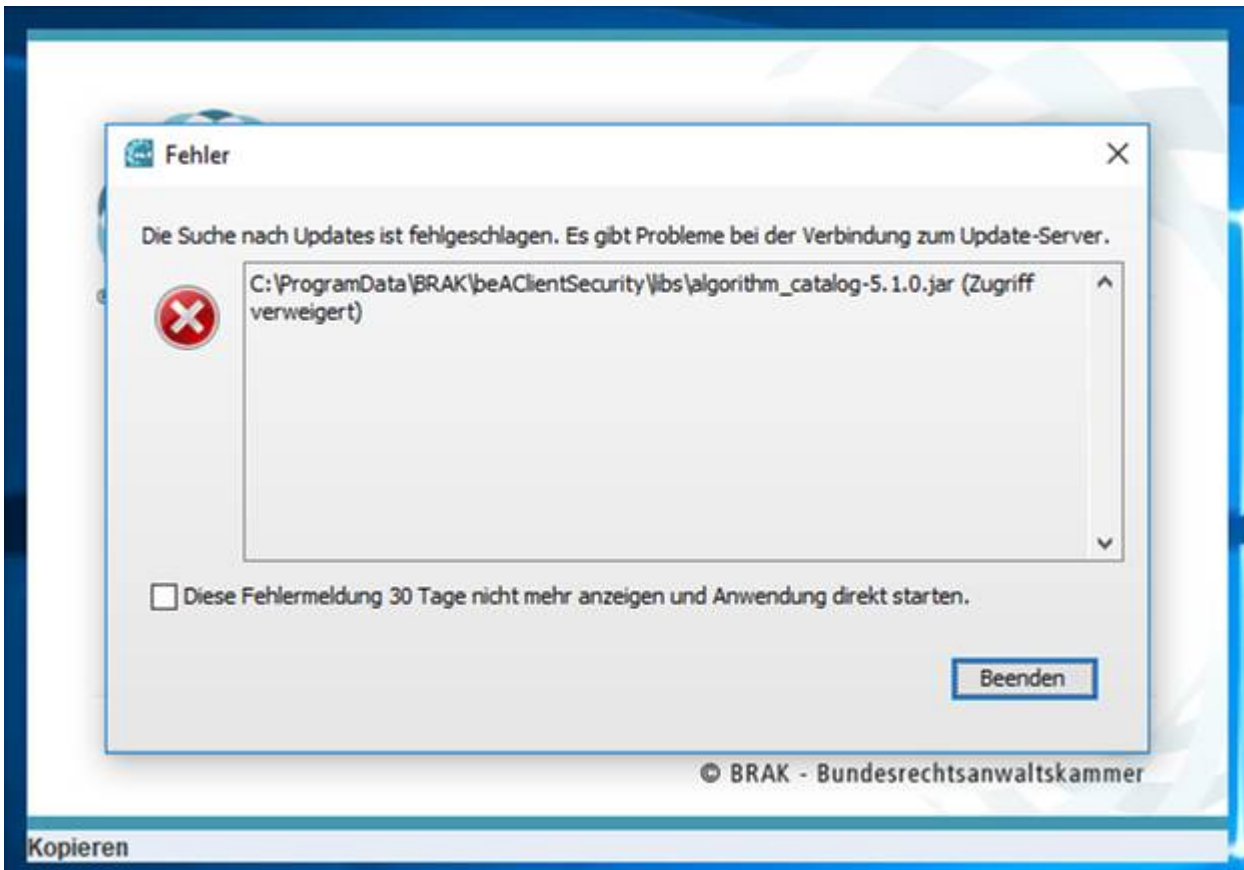 Fehler
Die Suche nach Updates ist fehlgeschlagen. Es gibt Probleme bei der Verbindung zum Update-Server.
C:\ProgramData\BRAK\beAClientSecurity\libs\algorithm_catalog-5.1.0.jar (Zugriff
verweigert)
Diese Fehlermeldung 30 Tage nicht mehr anzeigen und Anwendung direkt starten.
Beenden
© BRAK - Bundesrechtsanwaltskammer
Kopieren